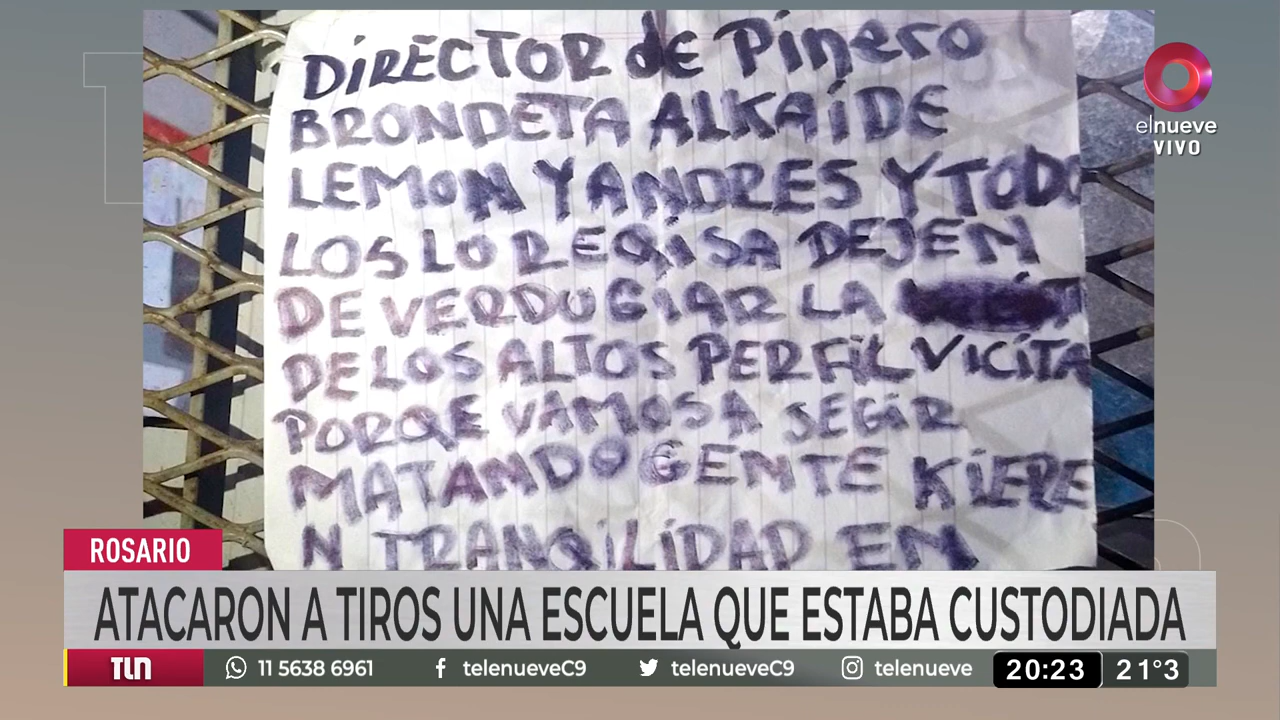 DIRECTOR de Pinero
BRONDETA ALKAIDE
LEMON Y ANDRES Y TODO
LOS LO REQISA DEJEN
DE VERDUGIAR LA
DE LOS ALTOS PERFIL VICITA
PORQE VAMOS A SEGIR
MATANDO GENTE KIERE
N TRANQILIDAD EN
elnueve
VIVO
ROSARIO
ATACARON A TIROS UNA ESCUELA QUE ESTABA CUSTODIADA
TLN 11 5638 6961 telenueveC9 telenueveC9 telenueve 20:23 21°3